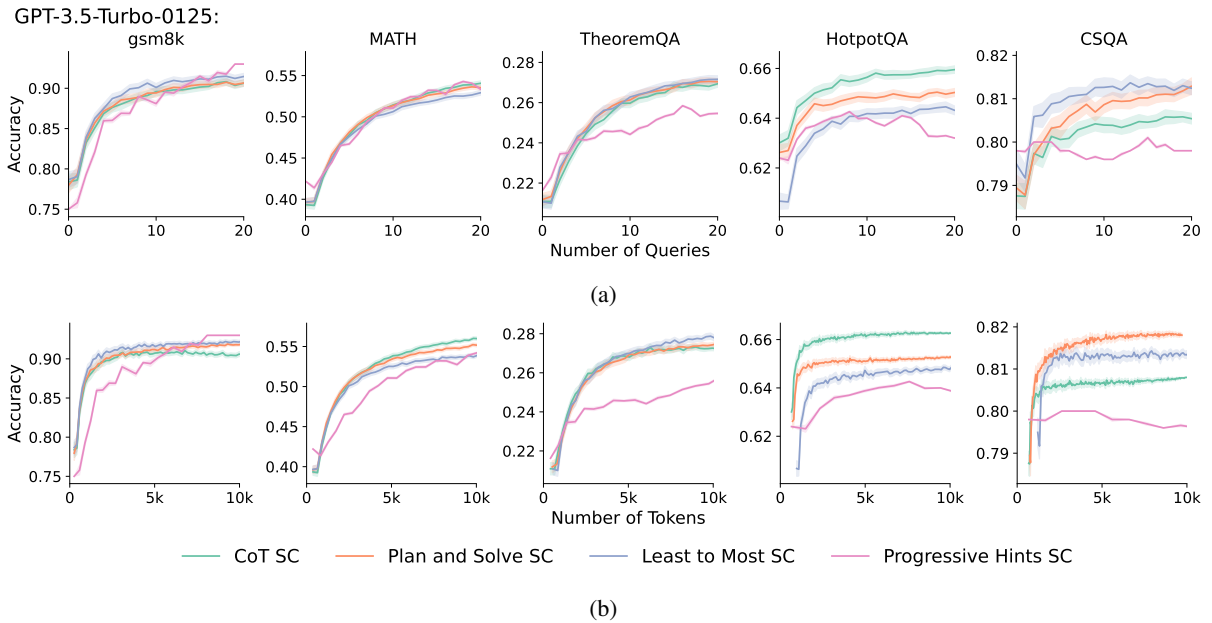 GPT-3.5-Turbo-0125:
gsm8k MATH TheoremQA HotpotQA CSQA
Accuracy
0.90 0.85 0.80 0.75
0.55 0.50 0.45 0.40
0.28 0.26 0.24 0.22
0.66 0.64 0.62
0.82 0.81 0.80 0.79
0 10 20 0 10 20 0 10 20 0 10 20 0 10 20
Number of Queries
(a)
Accuracy
0.90 0.85 0.80 0.75
0.55 0.50 0.45 0.40
0.28 0.26 0.24 0.22
0.66 0.64 0.62
0.82 0.81 0.80 0.79
0 5k 10k 0 5k 10k 0 5k 10k 0 5k 10k 0 5k 10k
Number of Tokens
CoT SC Plan and Solve SC Least to Most SC Progressive Hints SC
(b)